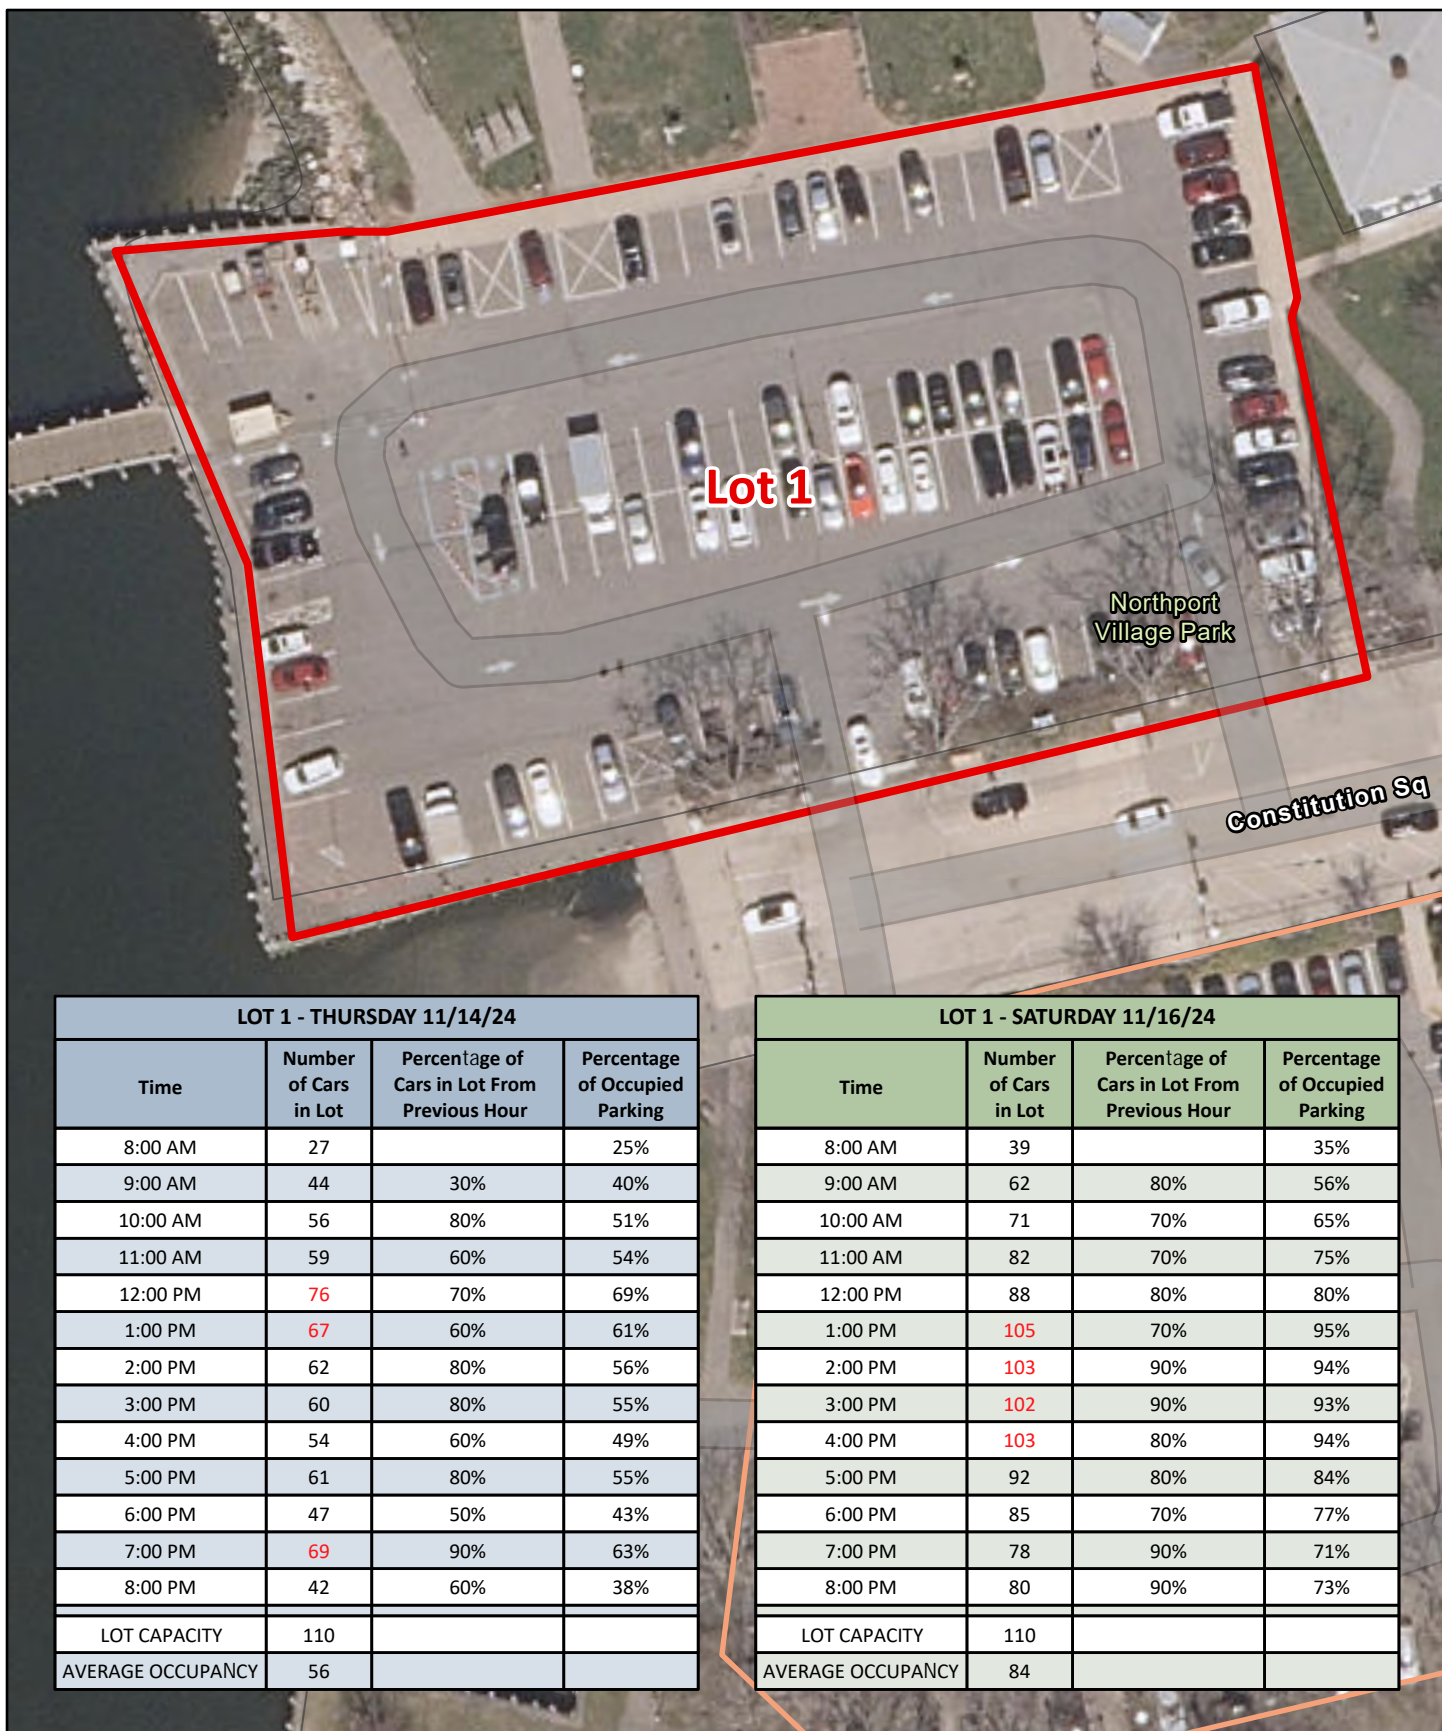 Lot 1
Northport
Village Park
Constitution Sq
LOT 1 - THURSDAY 11/14/24
Time Number of Cars in Lot Percentage of Cars in Lot From Previous Hour Percentage of Occupied Parking
8:00 AM 27 25%
9:00 AM 44 30% 40%
10:00 AM 56 80% 51%
11:00 AM 59 60% 54%
12:00 PM 76 70% 69%
1:00 PM 67 60% 61%
2:00 PM 62 80% 56%
3:00 PM 60 80% 55%
4:00 PM 54 60% 49%
5:00 PM 61 80% 55%
6:00 PM 47 50% 43%
7:00 PM 69 90% 63%
8:00 PM 42 60% 38%
LOT CAPACITY 110
AVERAGE OCCUPANCY 56
LOT 1 - SATURDAY 11/16/24
Time Number of Cars in Lot Percentage of Cars in Lot From Previous Hour Percentage of Occupied Parking
8:00 AM 39 35%
9:00 AM 62 80% 56%
10:00 AM 71 70% 65%
11:00 AM 82 70% 75%
12:00 PM 88 80% 80%
1:00 PM 105 70% 95%
2:00 PM 103 90% 94%
3:00 PM 102 90% 93%
4:00 PM 103 80% 94%
5:00 PM 92 80% 84%
6:00 PM 85 70% 77%
7:00 PM 78 90% 71%
8:00 PM 80 90% 73%
LOT CAPACITY 110
AVERAGE OCCUPANCY 84